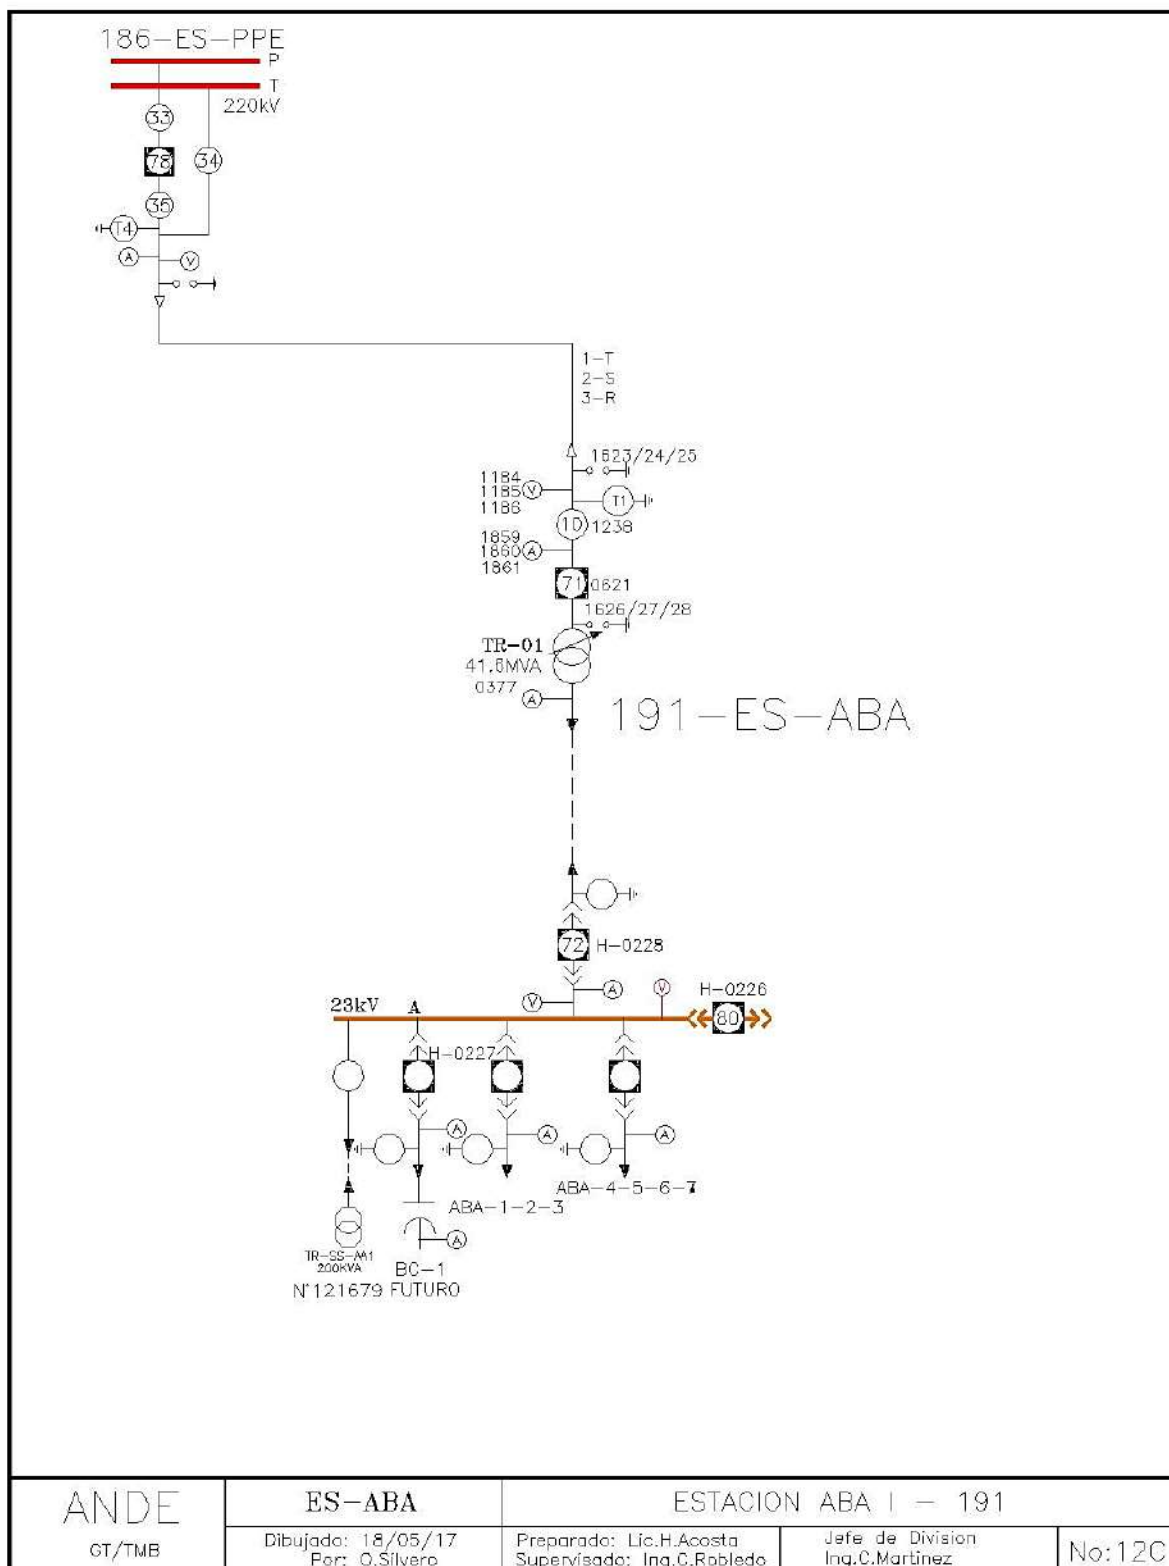 186-ES-PPE
P
T
220kV
33
78
34
35
T4
A
V
1-T
2-S
3-R
1623/24/25
1184
1185
V
1186
T1
1D
1238
1859
1860
A
1861
71
0621
1626/27/28
TR-01
41,6MVA
0377
A
191-ES-ABA
72
H-0228
A
V
V
H-0226
23kV
A
80
H-0227
A
A
A
ABA-4-5-6-7
ABA-1-2-3
A
TR-SS-AA1
200KVA
BC-1
N°121679
FUTURO
ANDE
GT/TMB
ES-ABA
Dibujado: 18/05/17
Por: O.Silvero
ESTACION ABA I - 191
Preparado: Lic.H.Acosta
Supervisado: Ing.C.Robledo
Jefe de Division
Ing.C.Martinez
No:12C